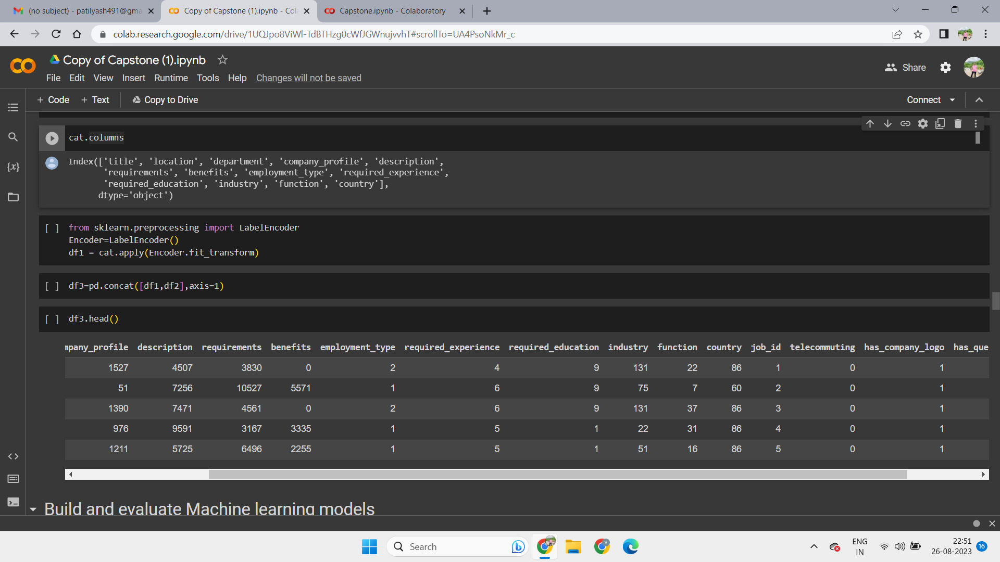 (no subject) - patilyash491@gma
Copy of Capstone (1).ipynb - Col
Capstone.ipynb - Colaboratory
colab.research.google.com/drive/1UQJpo8ViWl-TdBTHzg0cWfJGWnujvvhT#scrollTo=UA4PsoNkMr_c
Copy of Capstone (1).ipynb
File Edit View Insert Runtime Tools Help Changes will not be saved
Share
+ Code + Text Copy to Drive
Connect
cat.columns
Index(['title', 'location', 'department', 'company_profile', 'description',
'requirements', 'benefits', 'employment_type', 'required_experience',
'required_education', 'industry', 'function', 'country'],
dtype='object')
{x}
[ ] from sklearn.preprocessing import LabelEncoder
Encoder=LabelEncoder()
df1 = cat.apply(Encoder.fit_transform)
[ ] df3=pd.concat([df1,df2],axis=1)
[ ] df3.head()
mpany_profile description requirements benefits employment_type required_experience required_education industry function country job_id telecommuting has_company_logo has_que
1527 4507 3830 0 2 4 9 131 22 86 1 0 1
51 7256 10527 5571 1 6 9 75 7 60 2 0 1
1390 7471 4561 0 2 6 9 131 37 86 3 0 1
976 9591 3167 3335 1 5 1 22 31 86 4 0 1
1211 5725 6496 2255 1 5 1 51 16 86 5 0 1
Build and evaluate Machine learning models
Search
V
ENG
IN
22:51
26-08-2023
16